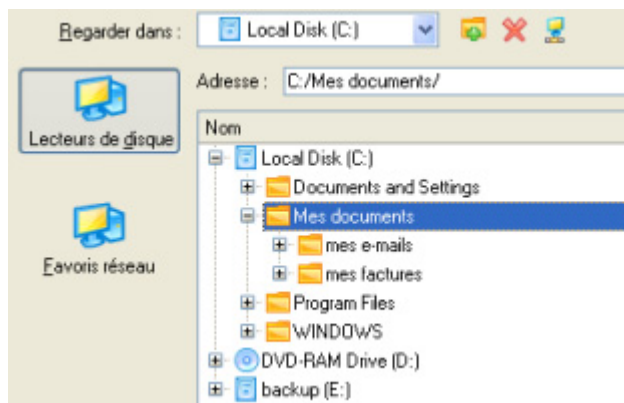 Regarder dans : Local Disk (C:)
Adresse : C:/Mes documents/
Lecteurs de disque
Favoris réseau
Nom
Local Disk (C:)
Documents and Settings
Mes documents
mes e-mails
mes factures
Program Files
WINDOWS
DVD-RAM Drive (D:)
backup (E:)